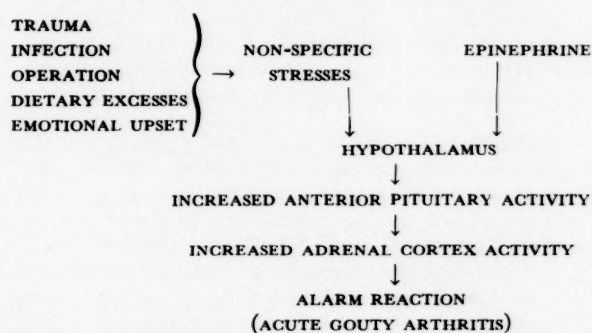 TRAUMA
INFECTION
OPERATION
DIETARY EXCESSES
EMOTIONAL UPSET
→ NON-SPECIFIC STRESSES
EPINEPHRINE
↓ ↓
HYPOTHALAMUS
↓
INCREASED ANTERIOR PITUITARY ACTIVITY
↓
INCREASED ADRENAL CORTEX ACTIVITY
↓
ALARM REACTION
(ACUTE GOUTY ARTHRITIS)